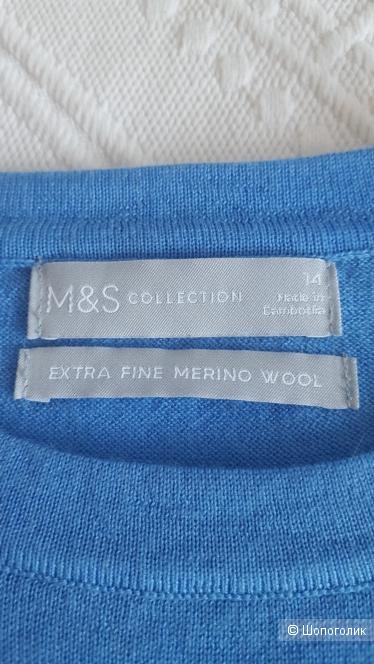 M&S COLLECTION
14
Made in
Cambodia
EXTRA FINE MERINO WOOL
© Шопоголик